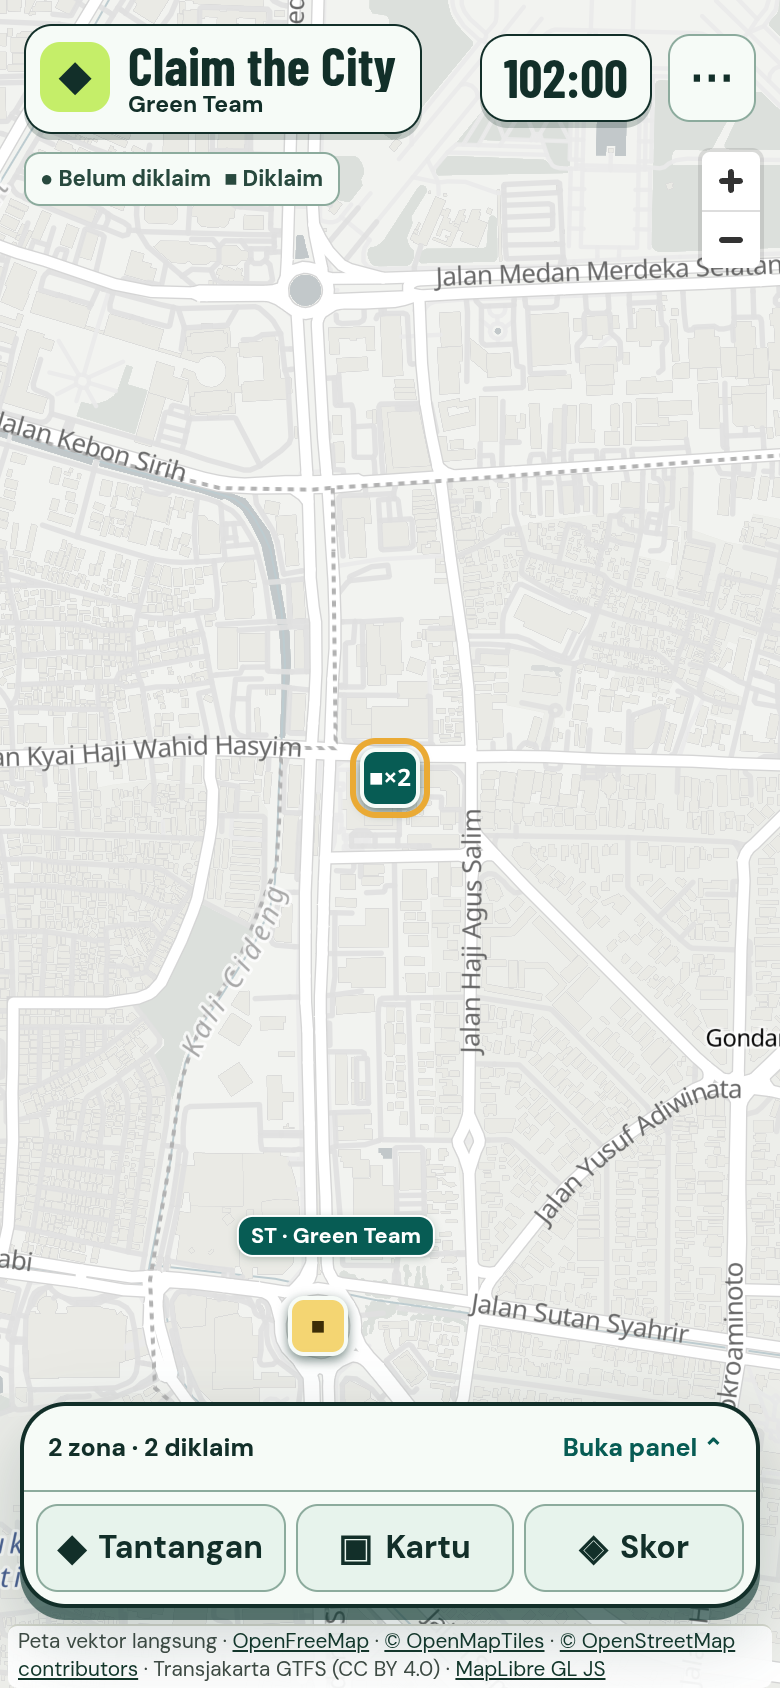 Claim the City
Green Team
102:00
...
● Belum diklaim ■ Diklaim
+
−
Jalan Medan Merdeka Selatan
Jalan Kebon Sirih
an Kyai Haji Wahid Hasyim
■×2
Jalan Haji Agus Salim
Kali Cideng
Gonda
Jalan Yusuf Adiwinata
ST · Green Team
abi
Jalan Sutan Syahrir
okroaminoto
2 zona · 2 diklaim
Buka panel ⌃
◆ Tantangan
▣ Kartu
◈ Skor
Peta vektor langsung · OpenFreeMap · © OpenMapTiles · © OpenStreetMap
contributors · Transjakarta GTFS (CC BY 4.0) · MapLibre GL JS